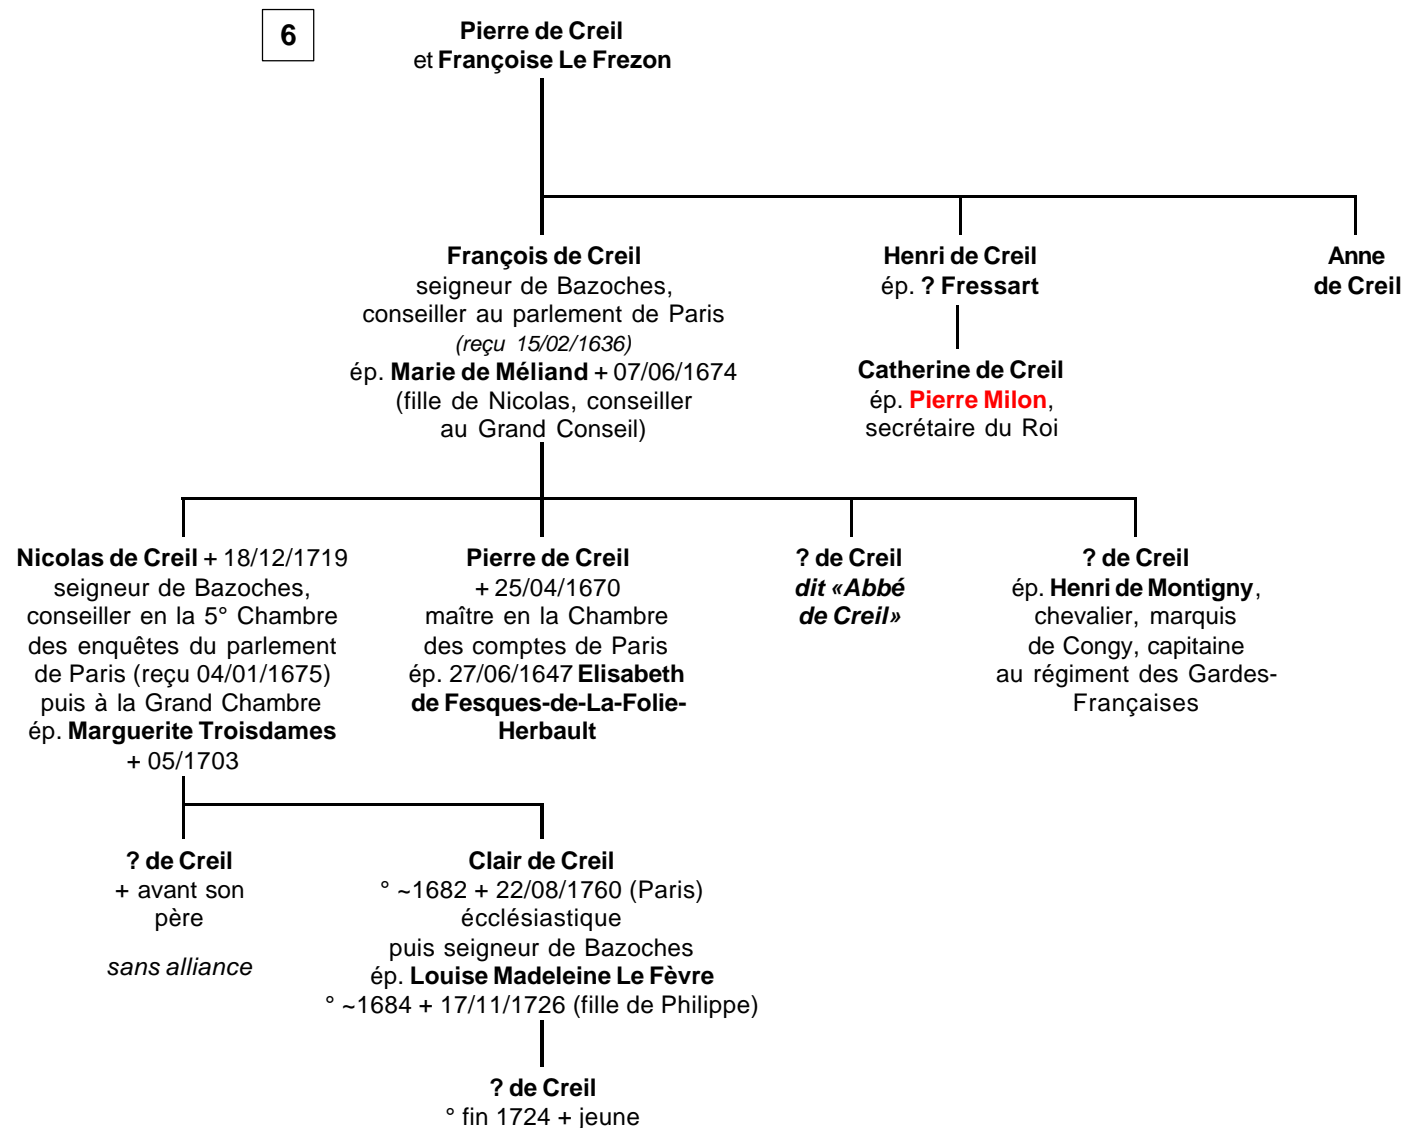 6
Pierre de Creil
et Françoise Le Frezon
François de Creil
seigneur de Bazoches,
conseiller au parlement de Paris
(reçu 15/02/1636)
ép. Marie de Méliand + 07/06/1674
(fille de Nicolas, conseiller
au Grand Conseil)
Henri de Creil
ép. ? Fressart
Catherine de Creil
ép. Pierre Milon,
secrétaire du Roi
Anne
de Creil
Nicolas de Creil + 18/12/1719
seigneur de Bazoches,
conseiller en la 5° Chambre
des enquêtes du parlement
de Paris (reçu 04/01/1675)
puis à la Grand Chambre
ép. Marguerite Troisdames
+ 05/1703
Pierre de Creil
+ 25/04/1670
maître en la Chambre
des comptes de Paris
ép. 27/06/1647 Elisabeth
de Fesques-de-La-Folie-
Herbault
? de Creil
dit «Abbé
de Creil»
? de Creil
ép. Henri de Montigny,
chevalier, marquis
de Congy, capitaine
au régiment des Gardes-
Françaises
? de Creil
+ avant son
père
sans alliance
Clair de Creil
° ~1682 + 22/08/1760 (Paris)
écclésiastique
puis seigneur de Bazoches
ép. Louise Madeleine Le Fèvre
° ~1684 + 17/11/1726 (fille de Philippe)
? de Creil
° fin 1724 + jeune